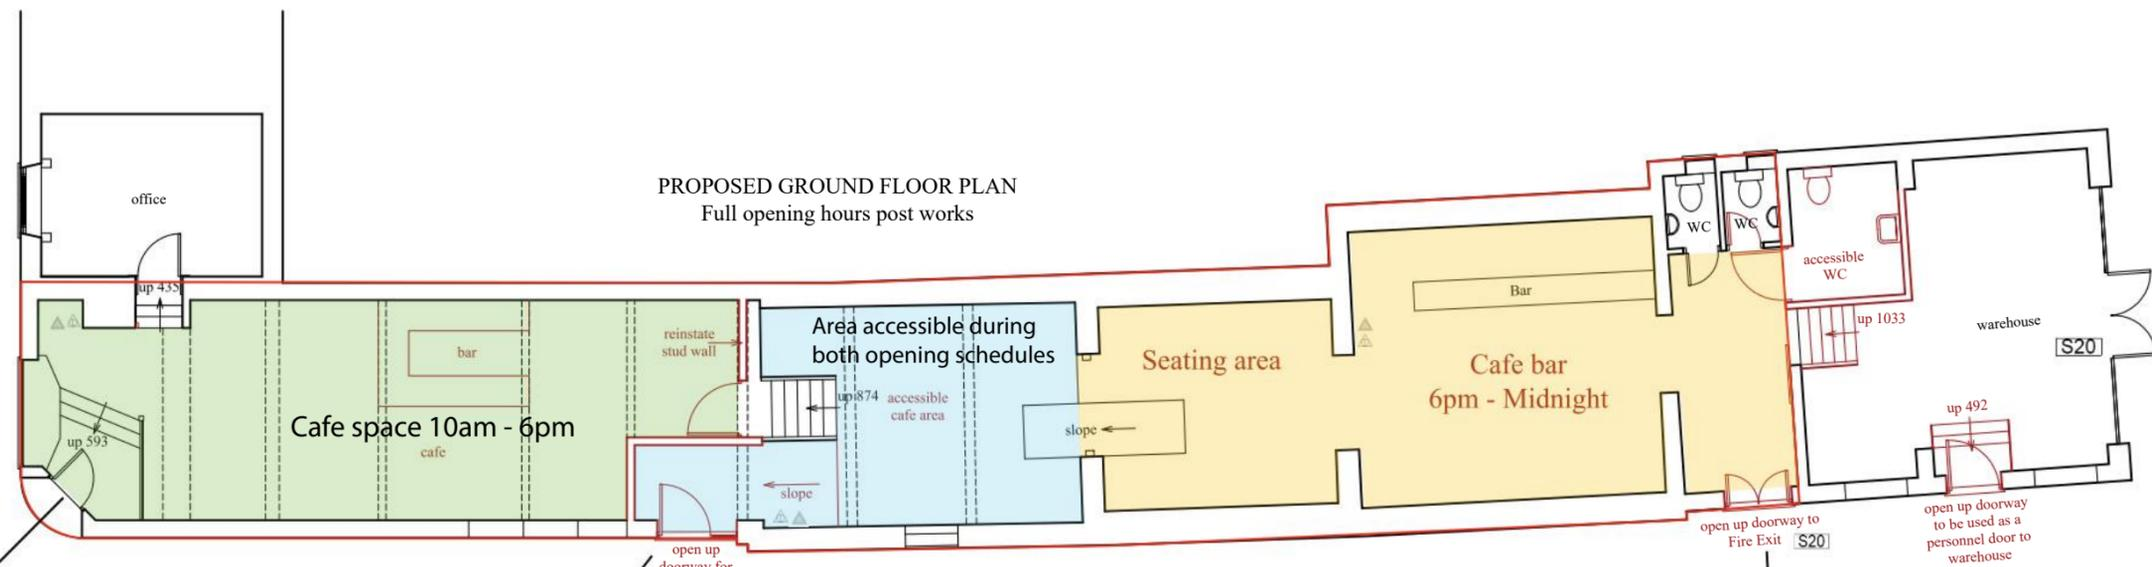 PROPOSED GROUND FLOOR PLAN
Full opening hours post works
office
up 435
up 593
Cafe space 10am - 6pm
cafe
bar
reinstate
stud wall
Area accessible during
both opening schedules
up 874
accessible
cafe area
slope
slope
open up
doorway for
Seating area
Bar
Cafe bar
6pm - Midnight
WC
WC
accessible
WC
up 1033
warehouse
S20
up 492
open up doorway to
Fire Exit
S20
open up doorway
to be used as a
personnel door to
warehouse